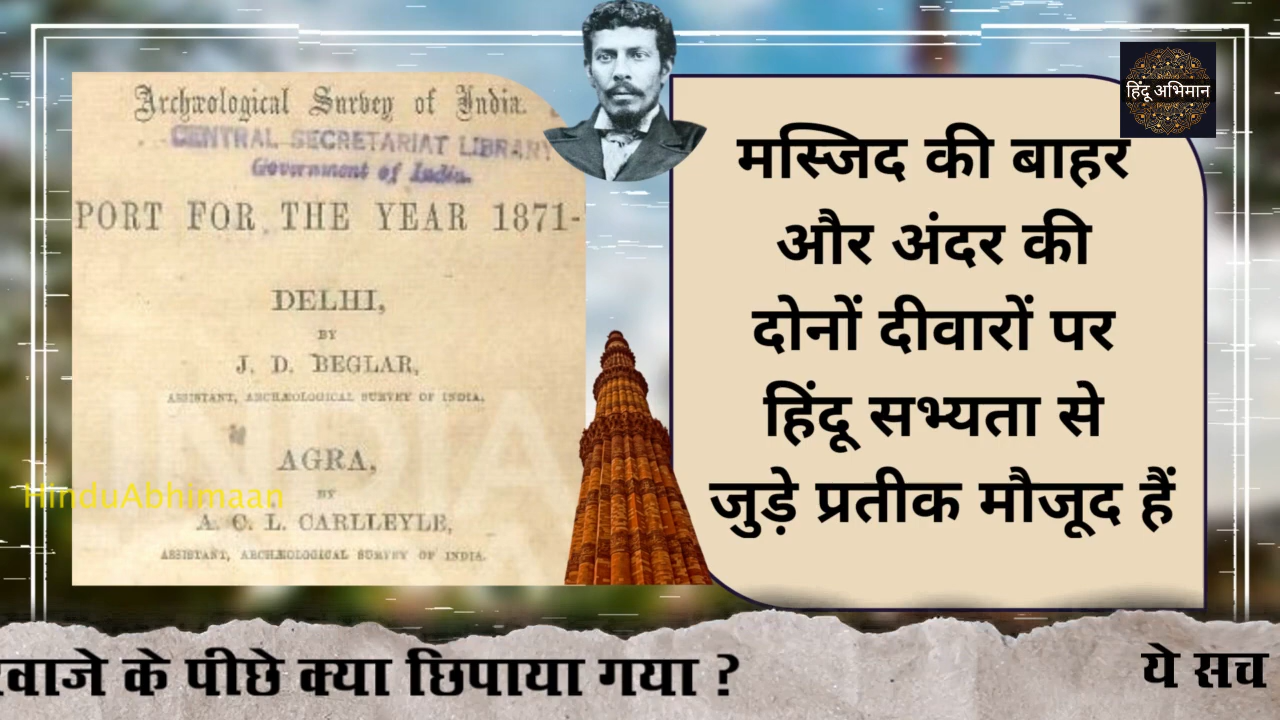 Archæological Survey of India.
CENTRAL SECRETARIAT LIBRARY
Government of India.
PORT FOR THE YEAR 1871-
DELHI,
BY
J. D. BEGLAR,
ASSISTANT, ARCHÆOLOGICAL SURVEY OF INDIA.
AGRA,
BY
A. C. L. CARLLEYLE,
ASSISTANT, ARCHÆOLOGICAL SURVEY OF INDIA.
INDIA
HinduAbhimaan
हिंदू अभिमान
मस्जिद की बाहर
और अंदर की
दोनों दीवारों पर
हिंदू सभ्यता से
जुड़े प्रतीक मौजूद हैं
रवाजे के पीछे क्या छिपाया गया ?
ये सच